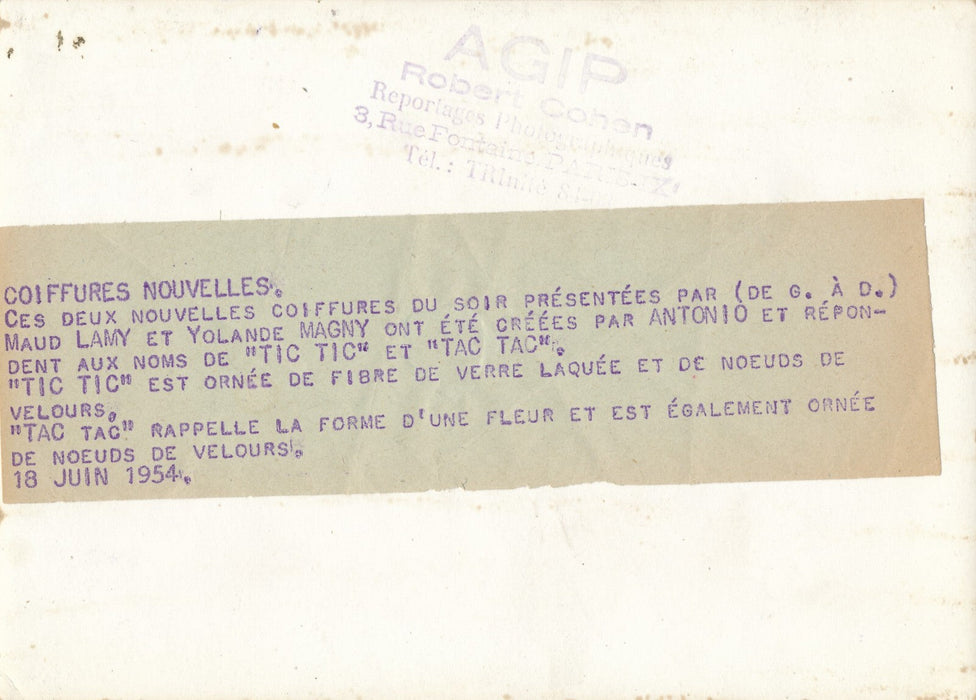 AGIP
Robert Cohen
Reportages Photographiques
3, Rue Fontaine, PARIS-IX
Tél.: TRInité
COIFFURES NOUVELLES.
CES DEUX NOUVELLES COIFFURES DU SOIR PRÉSENTÉES PAR (DE G. À D.)
MAUD LAMY ET YOLANDE MAGNY ONT ÉTÉ CRÉÉES PAR ANTONIO ET RÉPON-
DENT AUX NOMS DE "TIC TIC" ET "TAC TAC".
"TIC TIC" EST ORNÉE DE FIBRE DE VERRE LAQUÉE ET DE NOEUDS DE
VELOURS.
"TAC TAC" RAPPELLE LA FORME D'UNE FLEUR ET EST ÉGALEMENT ORNÉE
DE NOEUDS DE VELOURS.
18 JUIN 1954.